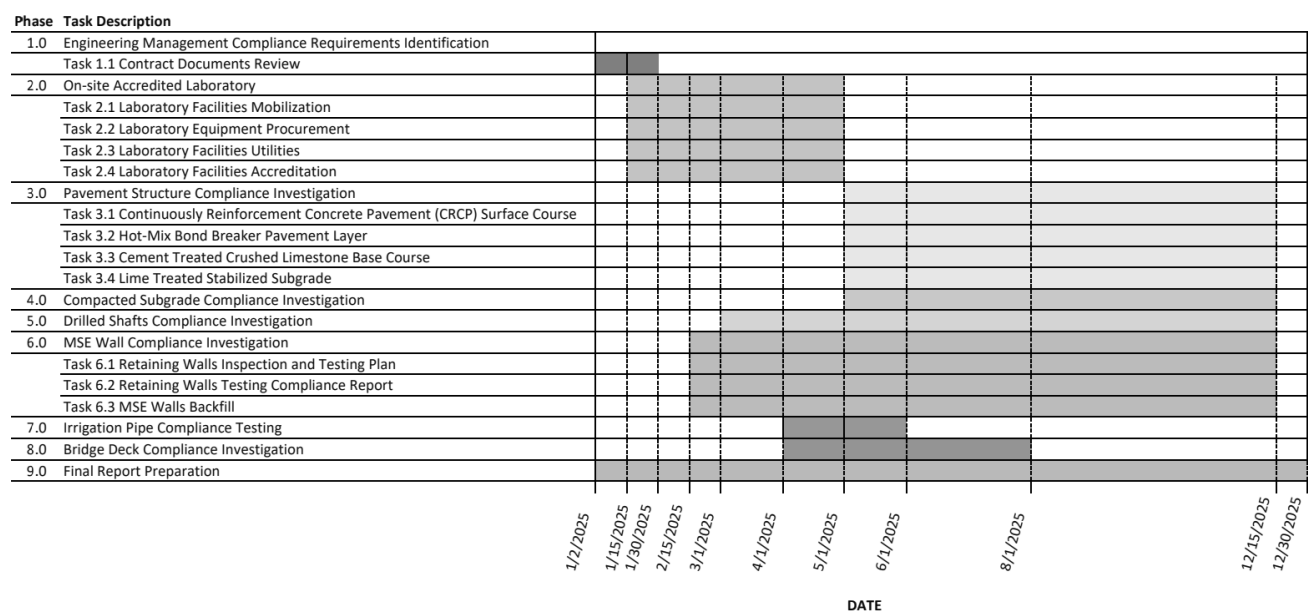 Phase Task Description
1.0 Engineering Management Compliance Requirements Identification
Task 1.1 Contract Documents Review
2.0 On-site Accredited Laboratory
Task 2.1 Laboratory Facilities Mobilization
Task 2.2 Laboratory Equipment Procurement
Task 2.3 Laboratory Facilities Utilities
Task 2.4 Laboratory Facilities Accreditation
3.0 Pavement Structure Compliance Investigation
Task 3.1 Continuously Reinforcement Concrete Pavement (CRCP) Surface Course
Task 3.2 Hot-Mix Bond Breaker Pavement Layer
Task 3.3 Cement Treated Crushed Limestone Base Course
Task 3.4 Lime Treated Stabilized Subgrade
4.0 Compacted Subgrade Compliance Investigation
5.0 Drilled Shafts Compliance Investigation
6.0 MSE Wall Compliance Investigation
Task 6.1 Retaining Walls Inspection and Testing Plan
Task 6.2 Retaining Walls Testing Compliance Report
Task 6.3 MSE Walls Backfill
7.0 Irrigation Pipe Compliance Testing
8.0 Bridge Deck Compliance Investigation
9.0 Final Report Preparation
1/2/2025
1/15/2025
1/30/2025
2/15/2025
3/1/2025
4/1/2025
5/1/2025
6/1/2025
8/1/2025
12/15/2025
12/30/2025
DATE